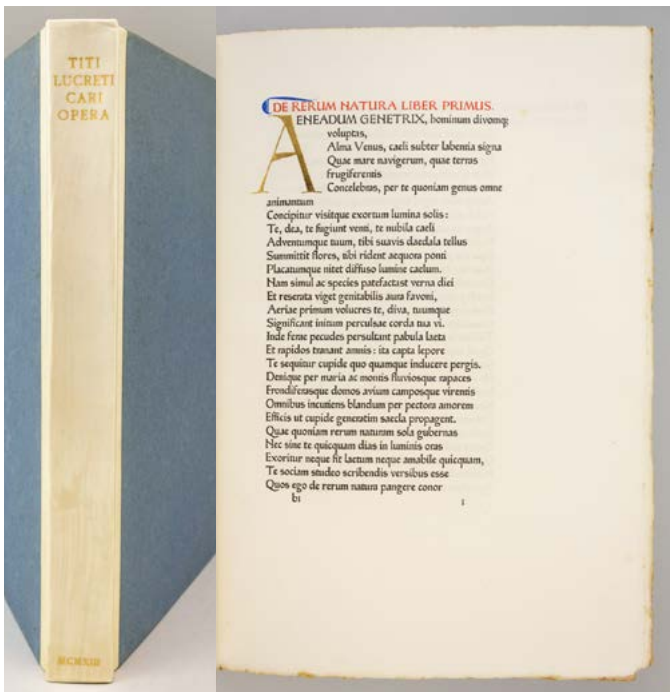 TITI
LUCRETI
CARI
OPERA
MCMXIII
DE RERUM NATURA LIBER PRIMUS.
AENEADUM GENETRIX, hominum divomq;
voluptas,
Alma Venus, caeli subter labentia signa
Quae mare navigerum, quae terras
frugiferentis
Concelebras, per te quoniam genus omne
animantum
Concipitur visitque exortum lumina solis:
Te, dea, te fugiunt venti, te nubila caeli
Adventumque tuum, tibi suavis daedala tellus
Summittit flores, tibi rident aequora ponti
Placatumque nitet diffuso lumine caelum.
Nam simul ac species patefactast verna diei
Et reserata viget genitabilis aura favoni,
Aeriae primum volucres te, diva, tuumque
Significant initum perculsae corda tua vi.
Inde ferae pecudes persultant pabula laeta
Et rapidos tranant amnis: ita capta lepore
Te sequitur cupide quo quamque inducere pergis.
Denique per maria ac montis fluviosque rapaces
Frondiferasque domos avium camposque virentis
Omnibus incutiens blandum per pectora amorem
Efficis ut cupide generatim saecla propagent.
Quae quoniam rerum naturam sola gubernas
Nec sine te quicquam dias in luminis oras
Exoritur neque fit laetum neque amabile quicquam,
Te sociam studeo scribendis versibus esse
Quos ego de rerum natura pangere conor
b1 1